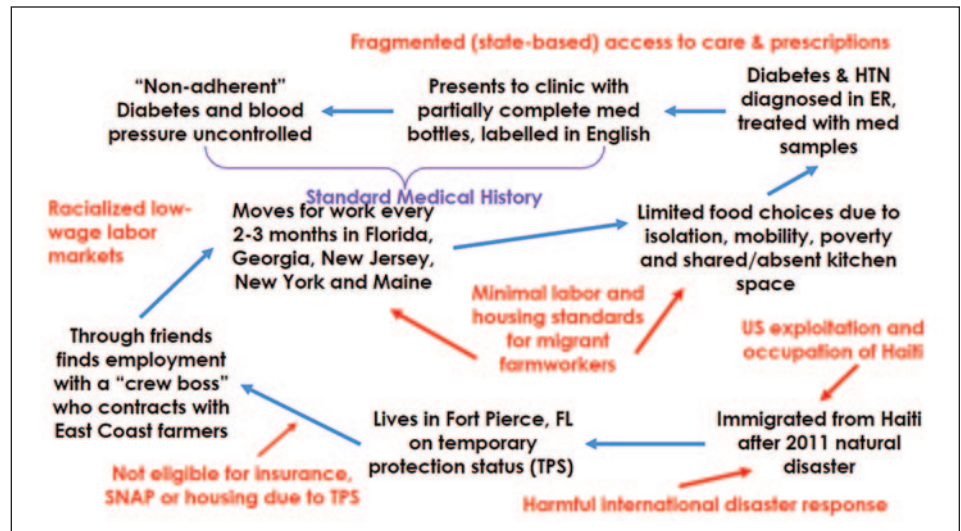 Fragmented (state-based) access to care & prescriptions
“Non-adherent”
Diabetes and blood
pressure uncontrolled
Presents to clinic with
partially complete med
bottles, labelled in English
Diabetes & HTN
diagnosed in ER,
treated with med
samples
Standard Medical History
Racialized low-
wage labor
markets
Moves for work every
2-3 months in Florida,
Georgia, New Jersey,
New York and Maine
Limited food choices due to
isolation, mobility, poverty
and shared/absent kitchen
space
Minimal labor and
housing standards
for migrant
farmworkers
US exploitation and
occupation of Haiti
Through friends
finds employment
with a “crew boss”
who contracts with
East Coast farmers
Lives in Fort Pierce, FL
on temporary
protection status (TPS)
Immigrated from Haiti
after 2011 natural
disaster
Not eligible for insurance,
SNAP or housing due to TPS
Harmful international disaster response